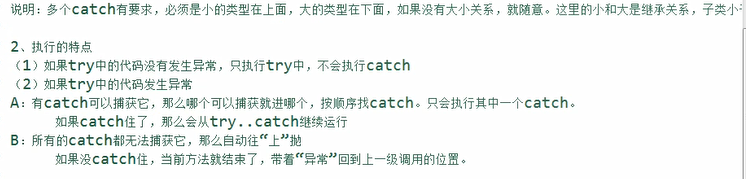 说明：多个catch有要求，必须是小的类型在上面，大的类型在下面，如果没有大小关系，就随意。这里的小和大是继承关系，子类小
2、执行的特点
（1）如果try中的代码没有发生异常，只执行try中，不会执行catch
（2）如果try中的代码发生异常
A：有catch可以捕获它，那么哪个可以捕获就进哪个，按顺序找catch。只会执行其中一个catch。
如果catch住了，那么会从try..catch继续运行
B：所有的catch都无法捕获它，那么自动往“上”抛
如果没catch住，当前方法就结束了，带着“异常”回到上一级调用的位置。